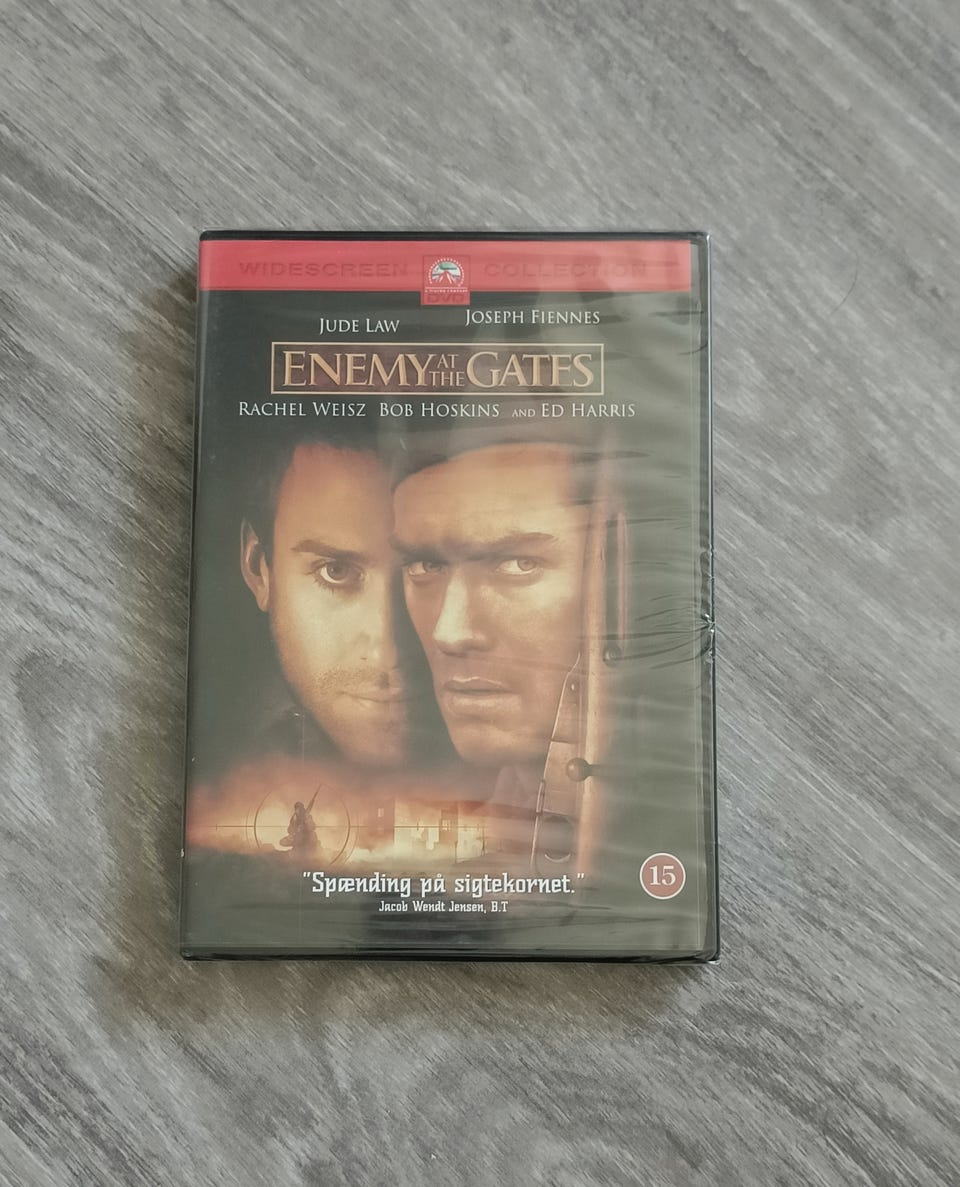 WIDESCREEN COLLECTION
DVD
JUDE LAW JOSEPH FIENNES
ENEMY AT THE GATES
RACHEL WEISZ BOB HOSKINS AND ED HARRIS
"Spænding på sigtekornet."
Jacob Wendt Jensen, B.T
15